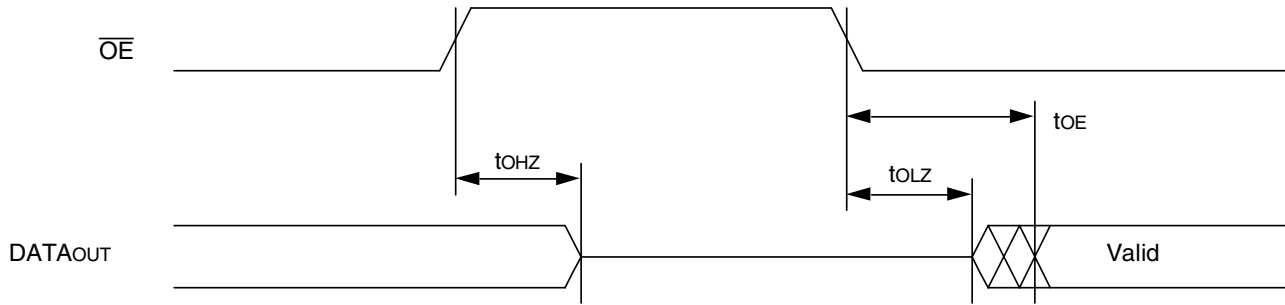 OE
tOE
tOHZ
tOLZ
DATAOUT
Valid